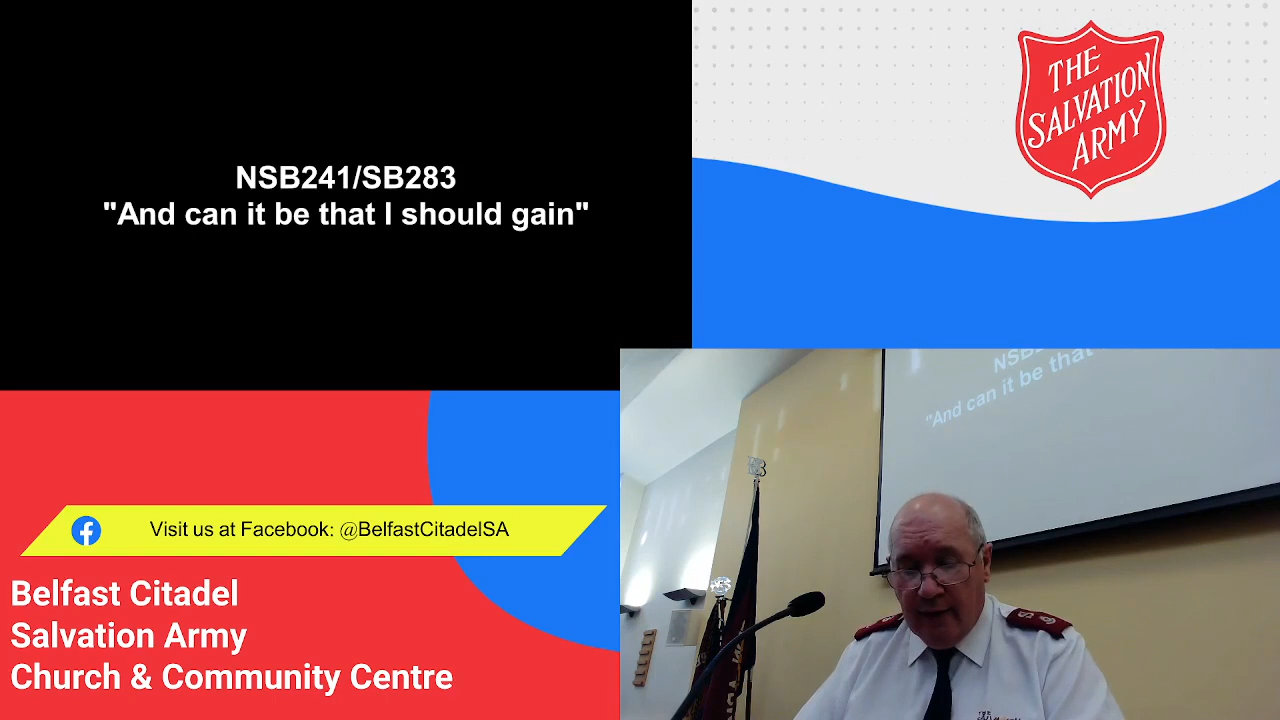 NSB241/SB283
"And can it be that I should gain"
THE
SALVATION
ARMY
Visit us at Facebook: @BelfastCitadelSA
Belfast Citadel
Salvation Army
Church & Community Centre
"And can it be that
THE